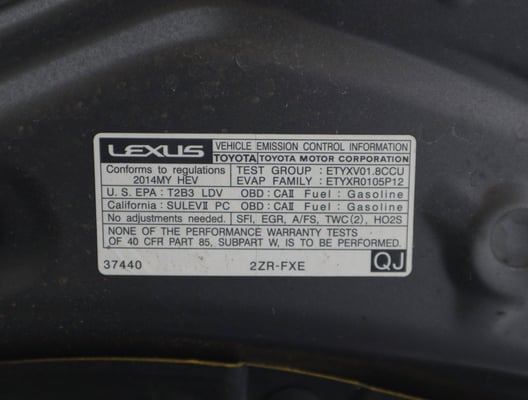 LEXUS VEHICLE EMISSION CONTROL INFORMATION
TOYOTA TOYOTA MOTOR CORPORATION
Conforms to regulations TEST GROUP : ETYXV01.8CCU
2014MY HEV EVAP FAMILY : ETYXR0105P12
U.S. EPA : T2B3 LDV OBD : CAII Fuel : Gasoline
California : SULEVII PC OBD : CAII Fuel : Gasoline
No adjustments needed. SFI, EGR, A/FS, TWC(2), HO2S
NONE OF THE PERFORMANCE WARRANTY TESTS
OF 40 CFR PART 85, SUBPART W, IS TO BE PERFORMED.
37440 2ZR-FXE QJ